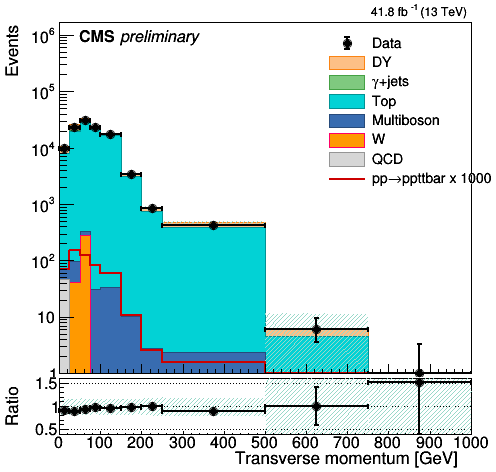 41.8 fb⁻¹ (13 TeV)
CMS preliminary
Events
10⁶
10⁵
10⁴
10³
10²
10
1
Data
DY
γ+jets
Top
Multiboson
W
QCD
pp→ppttbar x 1000
Ratio
1.5
1
0.5
0 100 200 300 400 500 600 700 800 900 1000
Transverse momentum [GeV]